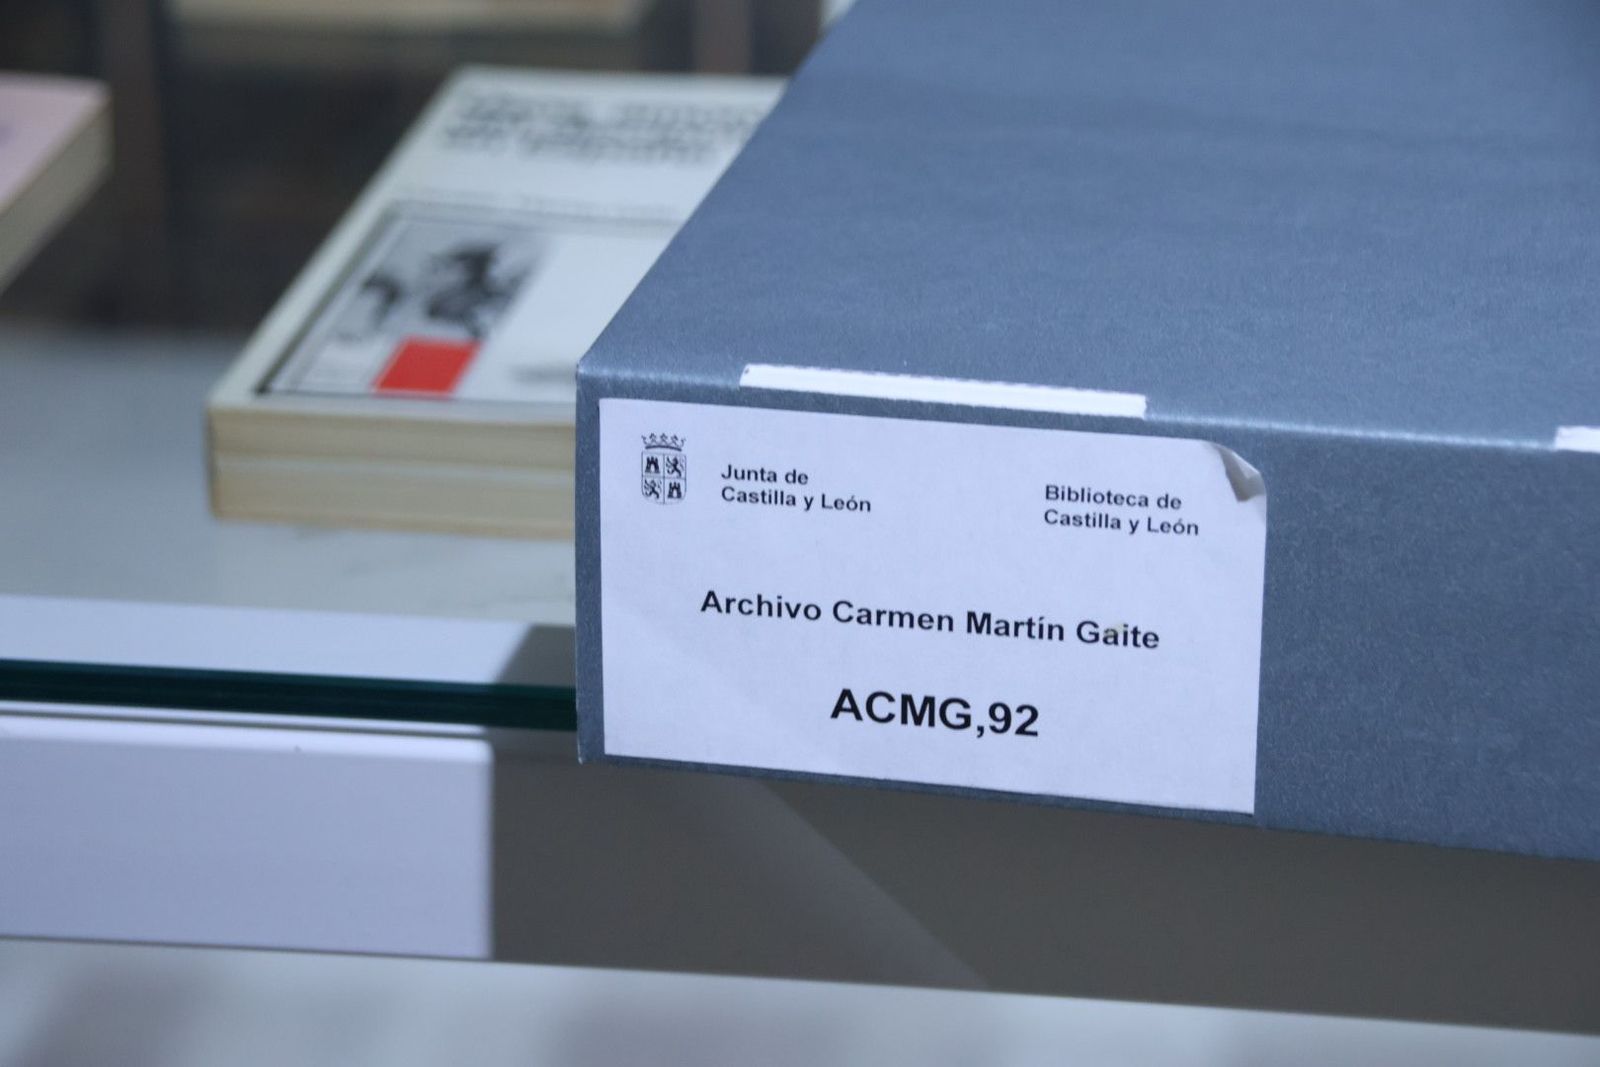 Junta de
Castilla y León
Biblioteca de
Castilla y León
Archivo Carmen Martín Gaite
ACMG,92